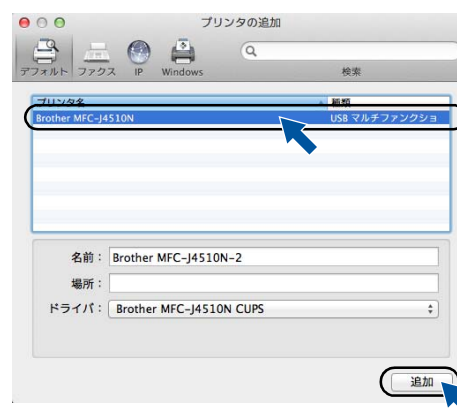 プリンタの追加
デフォルト ファクス IP Windows 検索
プリンタ名 種類
Brother MFC-J4510N USB マルチファンクショ
名前： Brother MFC-J4510N-2
場所：
ドライバ： Brother MFC-J4510N CUPS
追加